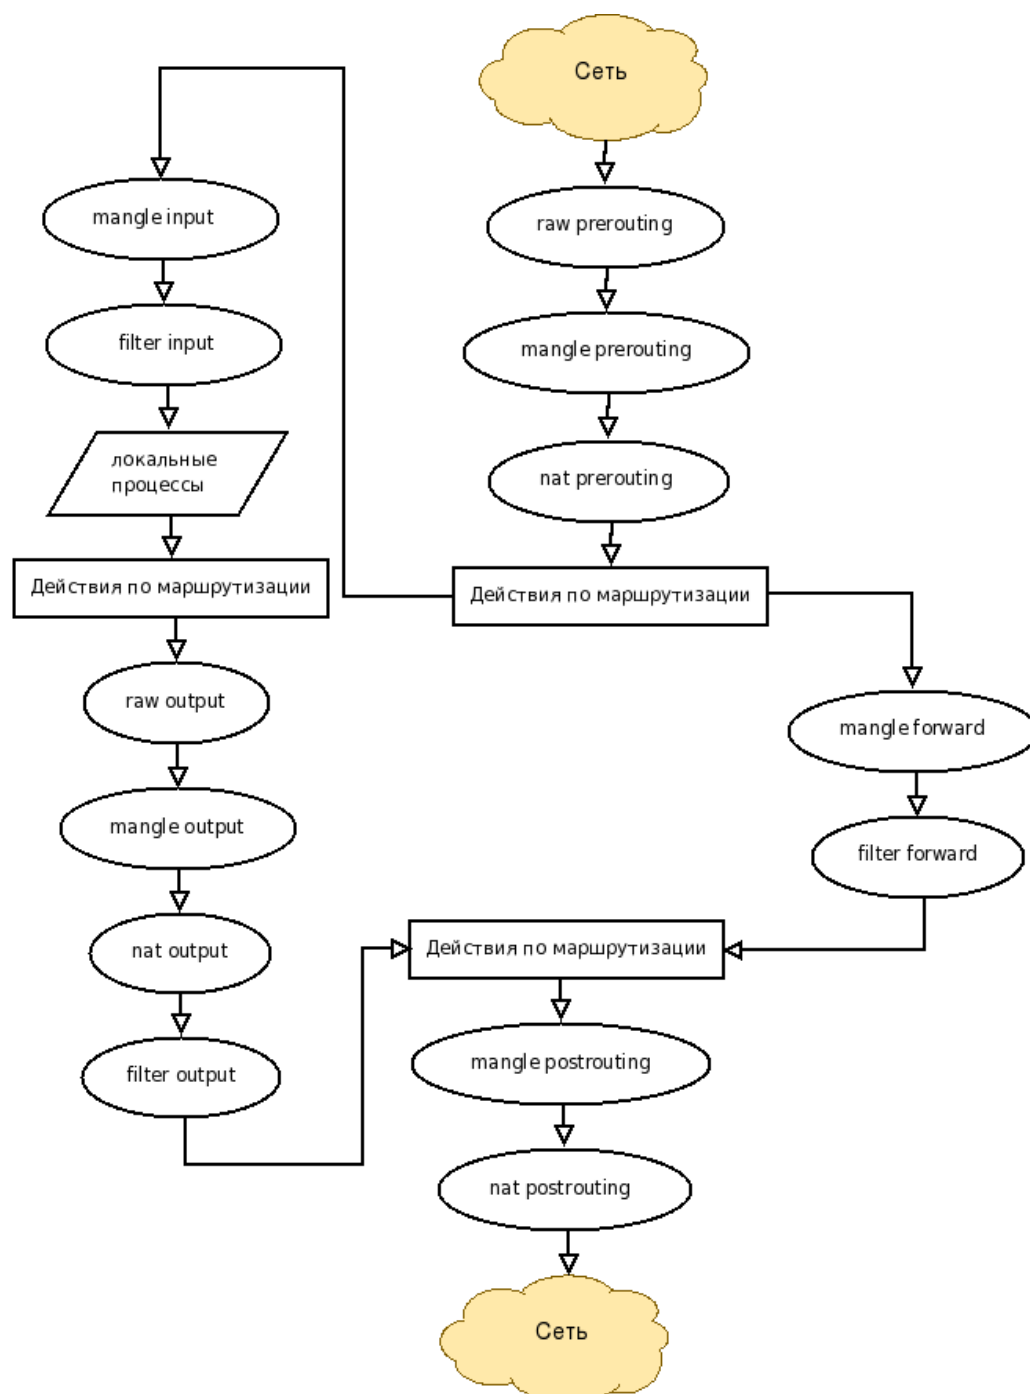 Сеть
raw prerouting
mangle prerouting
nat prerouting
Действия по маршрутизации
mangle input
filter input
локальные
процессы
Действия по маршрутизации
raw output
mangle output
nat output
filter output
mangle forward
filter forward
Действия по маршрутизации
mangle postrouting
nat postrouting
Сеть